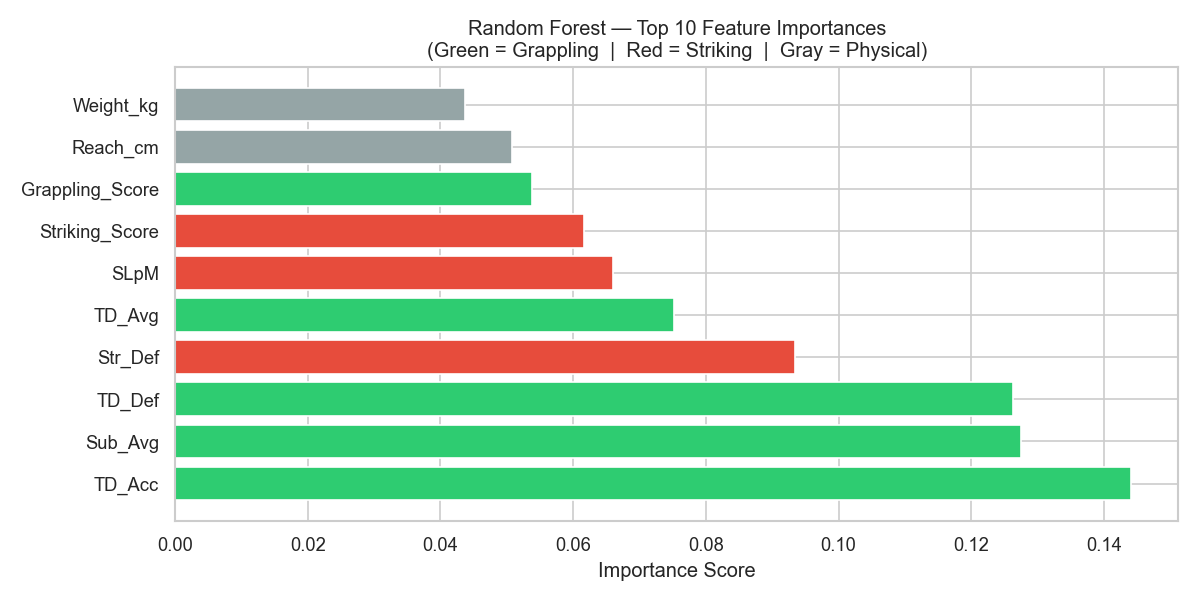 Random Forest — Top 10 Feature Importances
(Green = Grappling | Red = Striking | Gray = Physical)
Weight_kg
Reach_cm
Grappling_Score
Striking_Score
SLpM
TD_Avg
Str_Def
TD_Def
Sub_Avg
TD_Acc
0.00 0.02 0.04 0.06 0.08 0.10 0.12 0.14
Importance Score